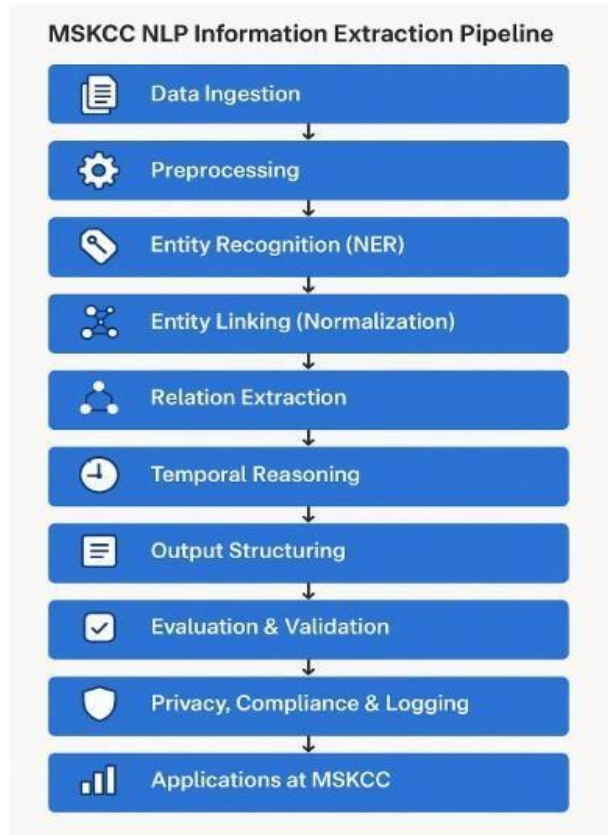 MSKCC NLP Information Extraction Pipeline
Data Ingestion
Preprocessing
Entity Recognition (NER)
Entity Linking (Normalization)
Relation Extraction
Temporal Reasoning
Output Structuring
Evaluation & Validation
Privacy, Compliance & Logging
Applications at MSKCC